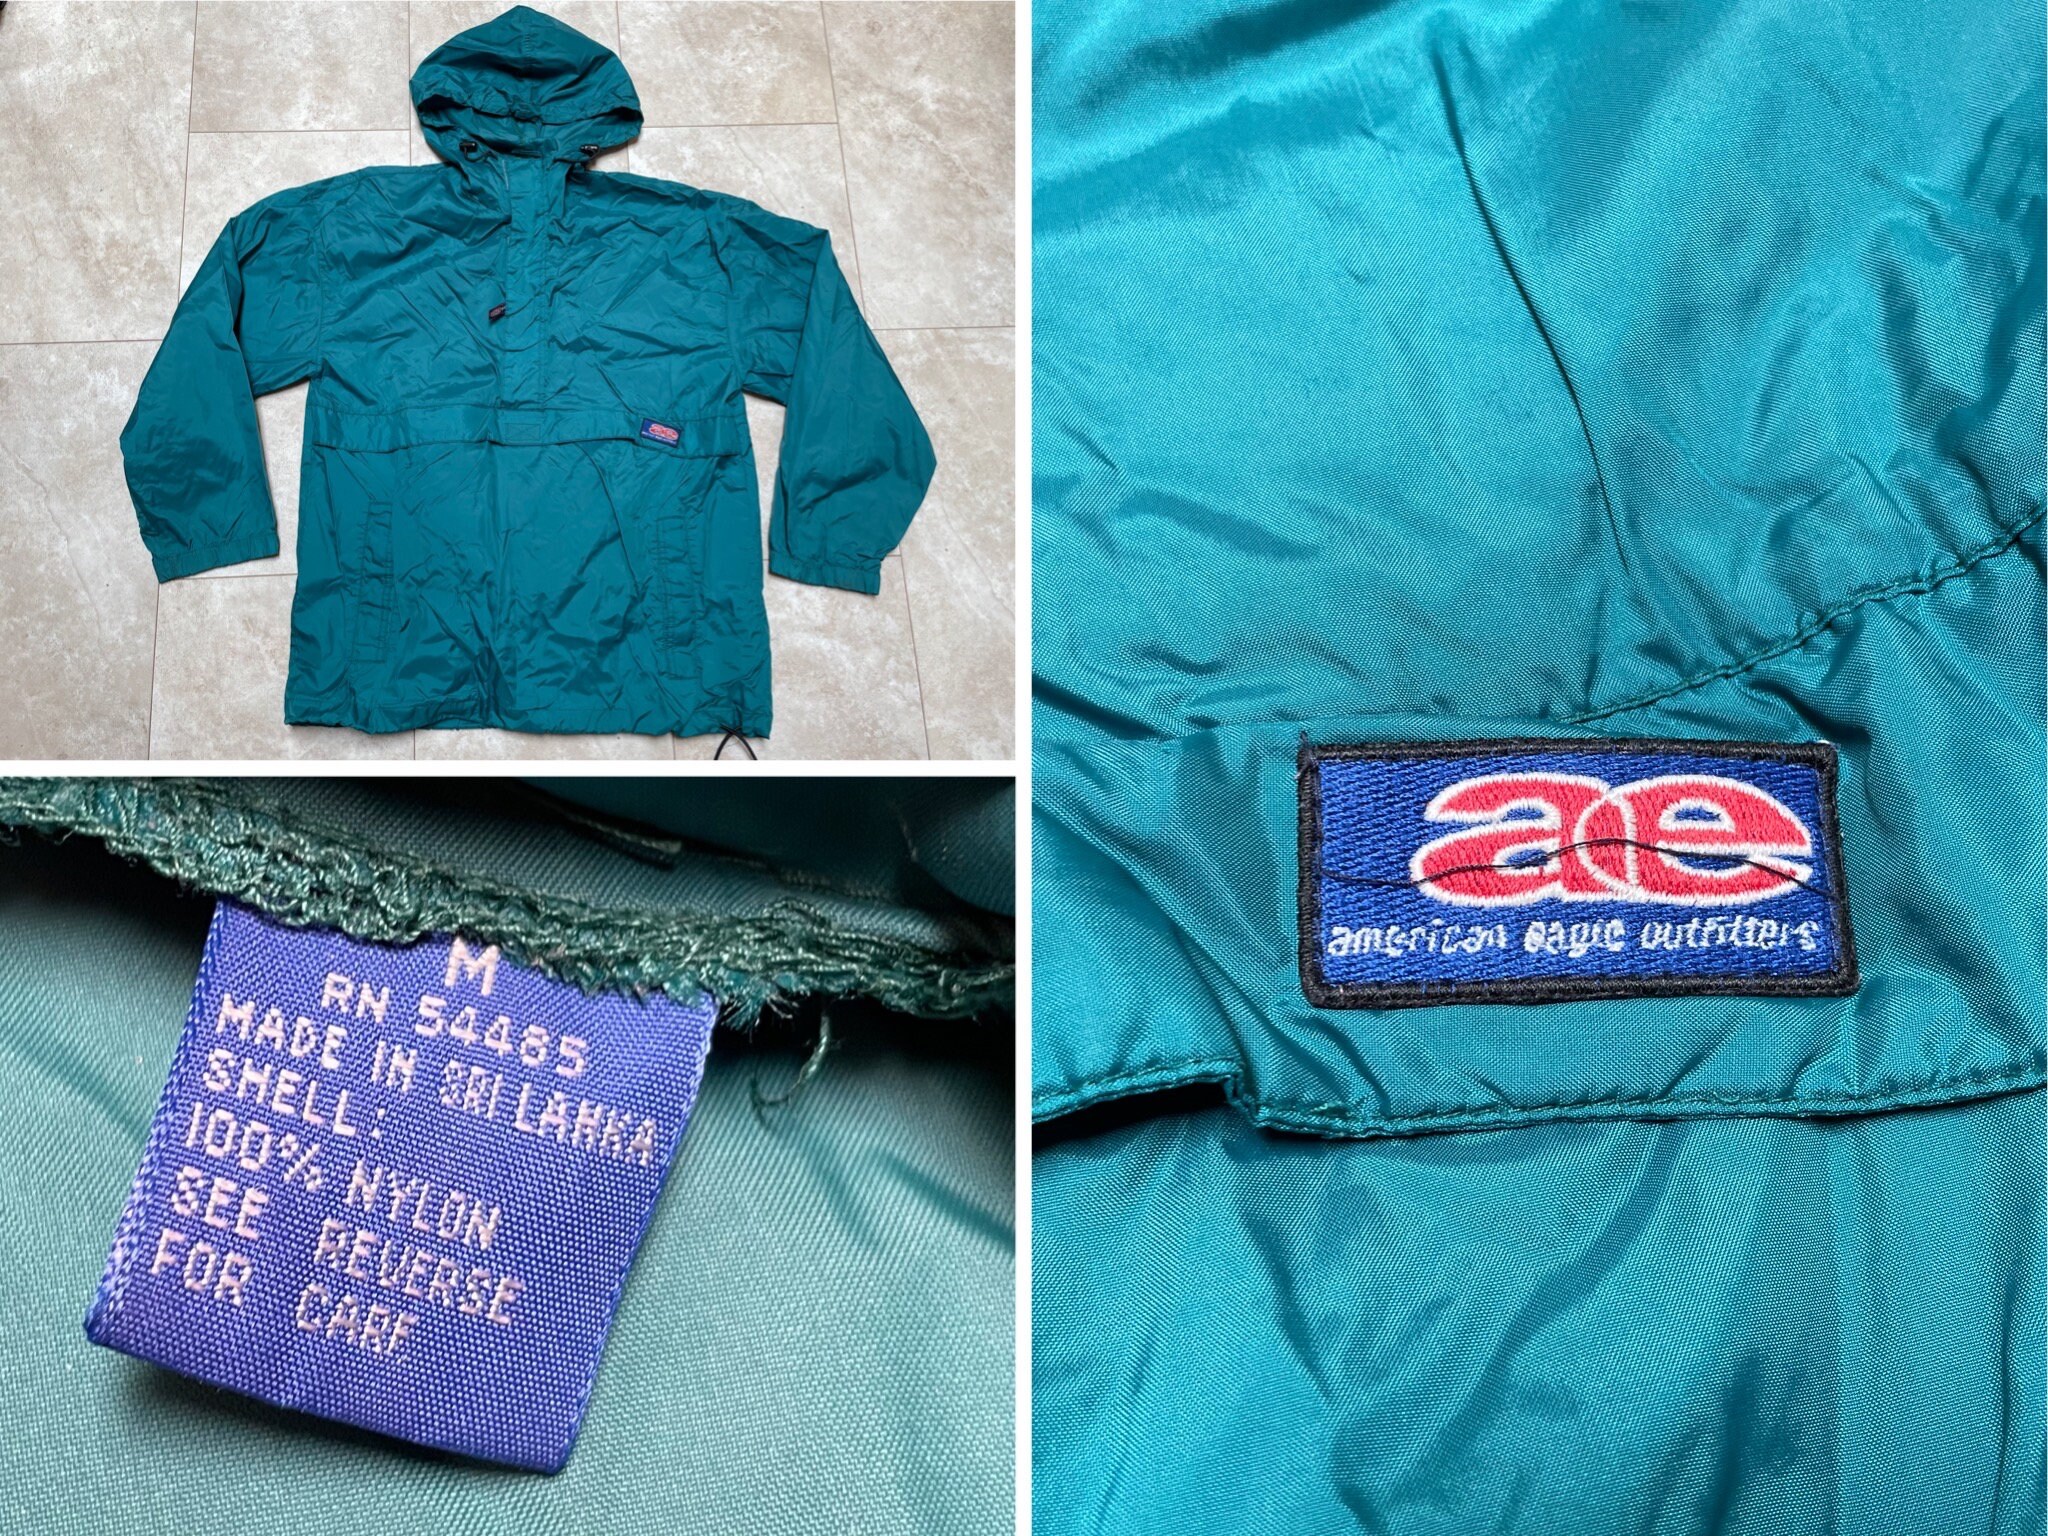 M
RN 54485
MADE IN SRI LANKA
SHELL:
100% NYLON
SEE REVERSE
FOR CARE
ae
american eagle outfitters